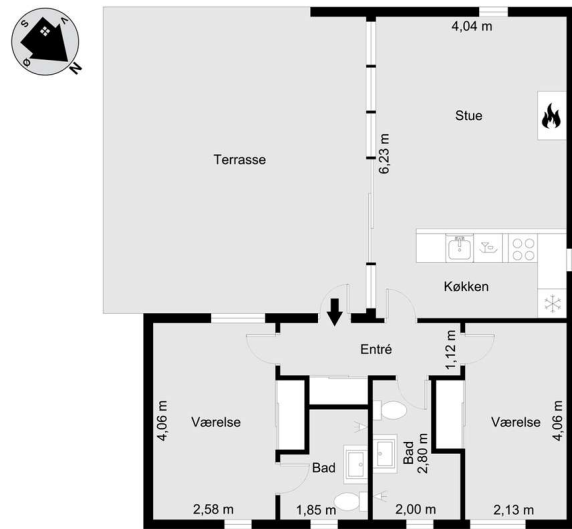 S
V
Ø
N
4,04 m
Stue
6,23 m
Terrasse
Køkken
Entré
1,12 m
Værelse
4,06 m
2,58 m
Bad
1,85 m
Bad
2,80 m
2,00 m
Værelse
4,06 m
2,13 m